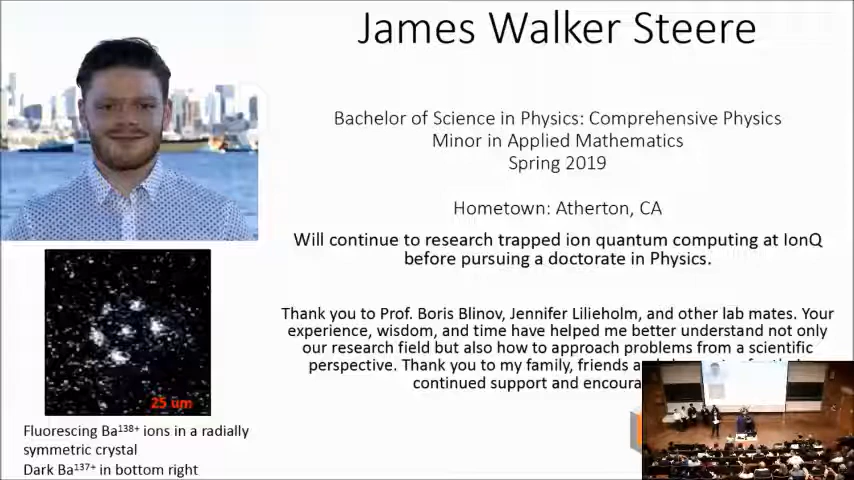 James Walker Steere
Bachelor of Science in Physics: Comprehensive Physics
Minor in Applied Mathematics
Spring 2019
Hometown: Atherton, CA
Will continue to research trapped ion quantum computing at IonQ
before pursuing a doctorate in Physics.
Thank you to Prof. Boris Blinov, Jennifer Lilieholm, and other lab mates. Your
experience, wisdom, and time have helped me better understand not only
our research field but also how to approach problems from a scientific
perspective. Thank you to my family, friends
continued support and
25 um
Fluorescing Ba¹³⁸⁺ ions in a radially
symmetric crystal
Dark Ba¹³⁷⁺ in bottom right